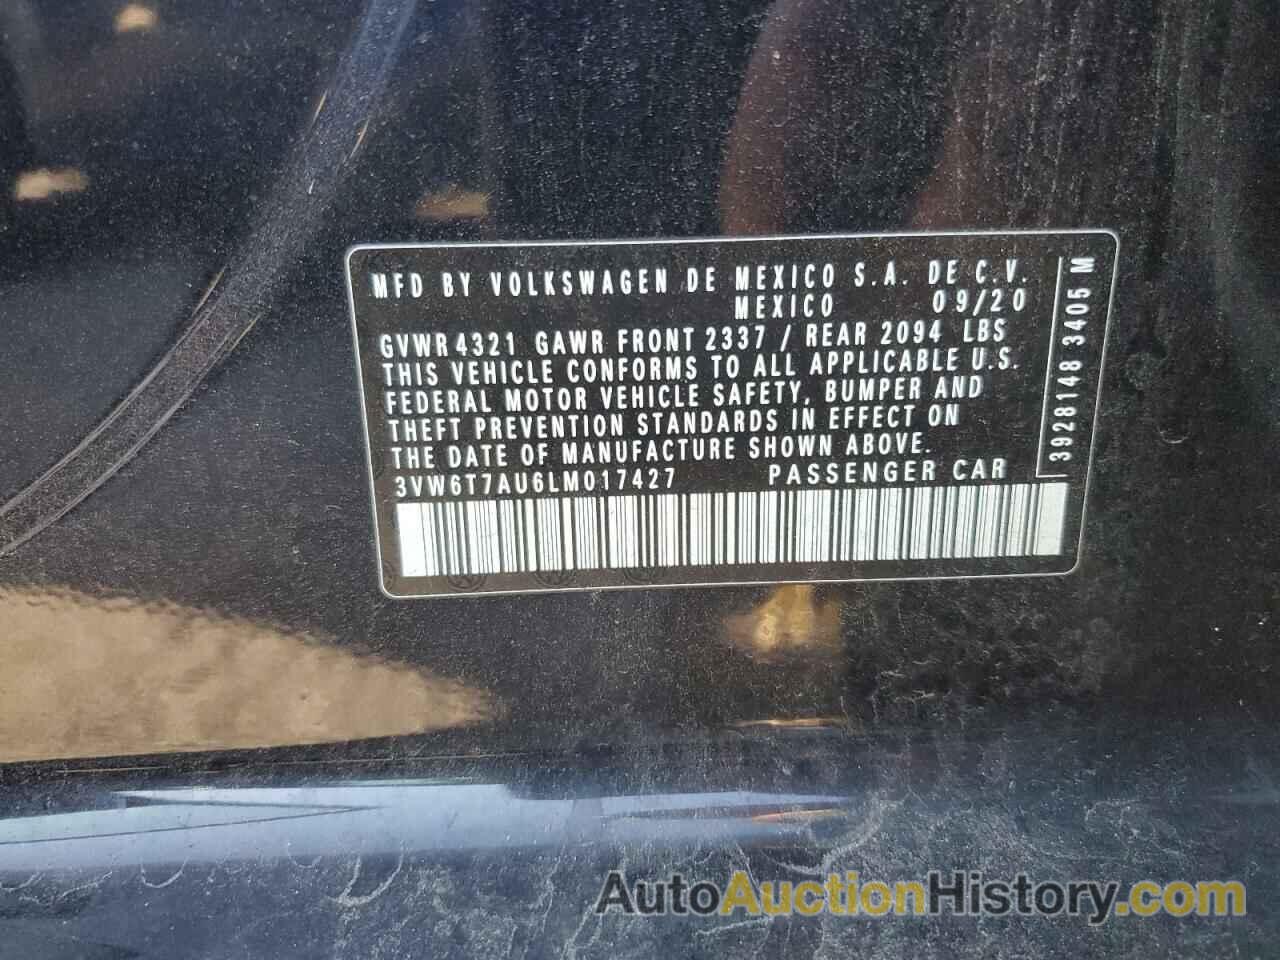 MFD BY VOLKSWAGEN DE MEXICO S.A. DE C.V.
MEXICO 09/20
GVWR 4321 GAWR FRONT 2337 / REAR 2094 LBS
THIS VEHICLE CONFORMS TO ALL APPLICABLE U.S.
FEDERAL MOTOR VEHICLE SAFETY, BUMPER AND
THEFT PREVENTION STANDARDS IN EFFECT ON
THE DATE OF MANUFACTURE SHOWN ABOVE.
3VW6T7AU6LM017427 PASSENGER CAR
3928148 3405 M
AutoAuctionHistory.com